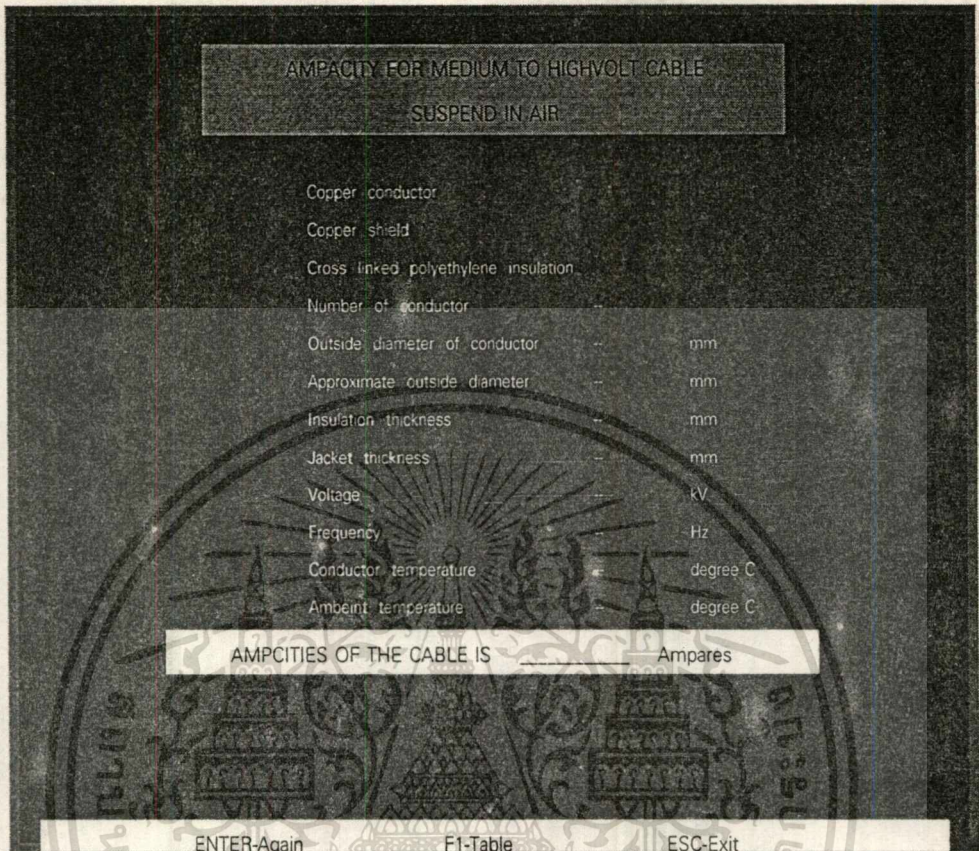 AMPACITY FOR MEDIUM TO HIGHVOLT CABLE
SUSPEND IN AIR
Copper conductor
Copper shield
Cross linked polyethylene insulation
Number of conductor --
Outside diameter of conductor -- mm
Approximate outside diameter -- mm
Insulation thickness -- mm
Jacket thickness -- mm
Voltage -- kV
Frequency -- Hz
Conductor temperature -- degree C
Ambeint temperature -- degree C
AMPCITIES OF THE CABLE IS __________ Ampares
ENTER-Again F1-Table ESC-Exit